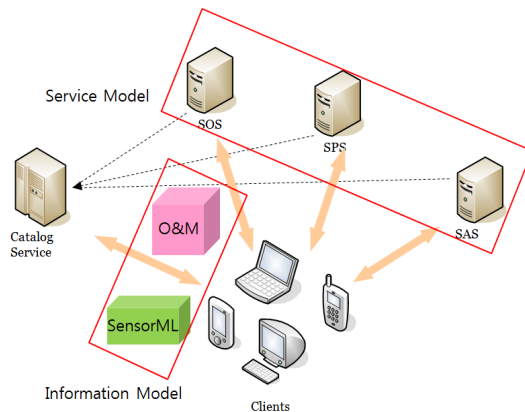 Service Model
SOS
SPS
SAS
Catalog
Service
O&M
SensorML
Information Model
Clients